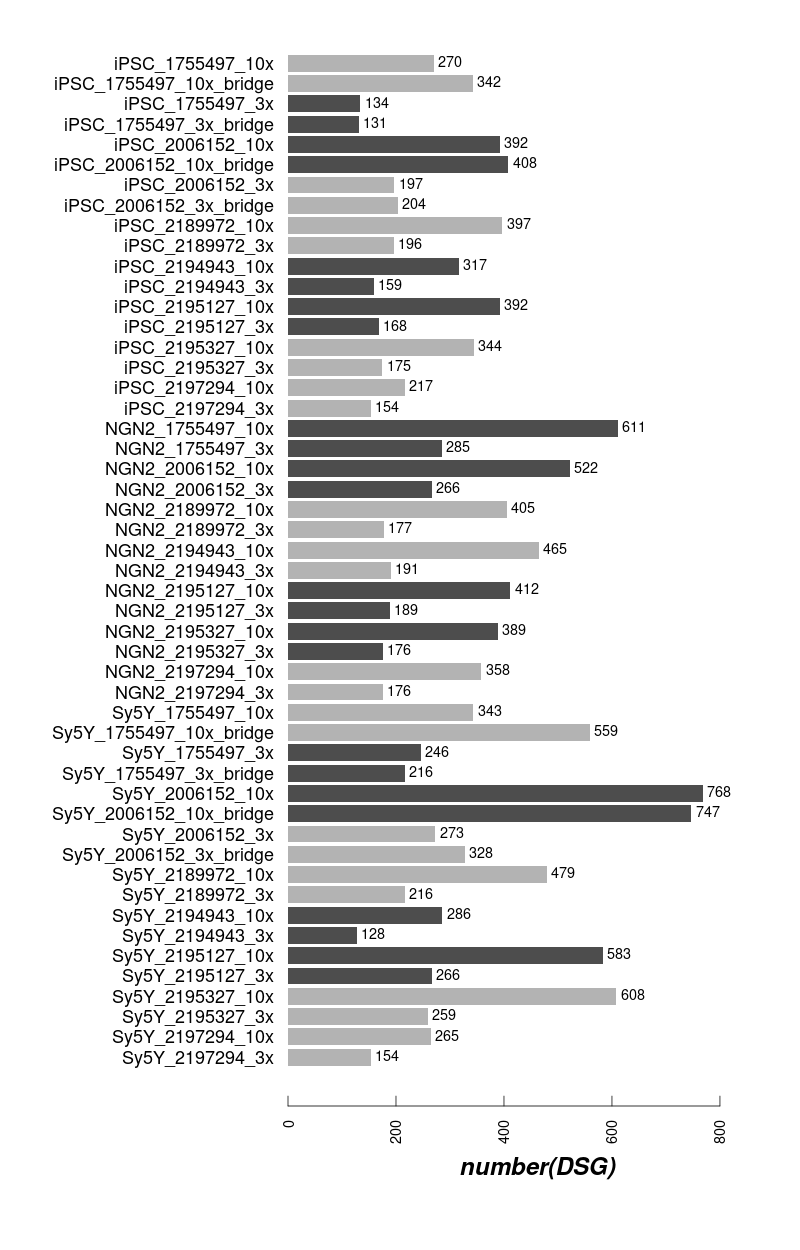 iPSC_1755497_10x 270
iPSC_1755497_10x_bridge 342
iPSC_1755497_3x 134
iPSC_1755497_3x_bridge 131
iPSC_2006152_10x 392
iPSC_2006152_10x_bridge 408
iPSC_2006152_3x 197
iPSC_2006152_3x_bridge 204
iPSC_2189972_10x 397
iPSC_2189972_3x 196
iPSC_2194943_10x 317
iPSC_2194943_3x 159
iPSC_2195127_10x 392
iPSC_2195127_3x 168
iPSC_2195327_10x 344
iPSC_2195327_3x 175
iPSC_2197294_10x 217
iPSC_2197294_3x 154
NGN2_1755497_10x 611
NGN2_1755497_3x 285
NGN2_2006152_10x 522
NGN2_2006152_3x 266
NGN2_2189972_10x 405
NGN2_2189972_3x 177
NGN2_2194943_10x 465
NGN2_2194943_3x 191
NGN2_2195127_10x 412
NGN2_2195127_3x 189
NGN2_2195327_10x 389
NGN2_2195327_3x 176
NGN2_2197294_10x 358
NGN2_2197294_3x 176
Sy5Y_1755497_10x 343
Sy5Y_1755497_10x_bridge 559
Sy5Y_1755497_3x 246
Sy5Y_1755497_3x_bridge 216
Sy5Y_2006152_10x 768
Sy5Y_2006152_10x_bridge 747
Sy5Y_2006152_3x 273
Sy5Y_2006152_3x_bridge 328
Sy5Y_2189972_10x 479
Sy5Y_2189972_3x 216
Sy5Y_2194943_10x 286
Sy5Y_2194943_3x 128
Sy5Y_2195127_10x 583
Sy5Y_2195127_3x 266
Sy5Y_2195327_10x 608
Sy5Y_2195327_3x 259
Sy5Y_2197294_10x 265
Sy5Y_2197294_3x 154
0 200 400 600 800
number(DSG)